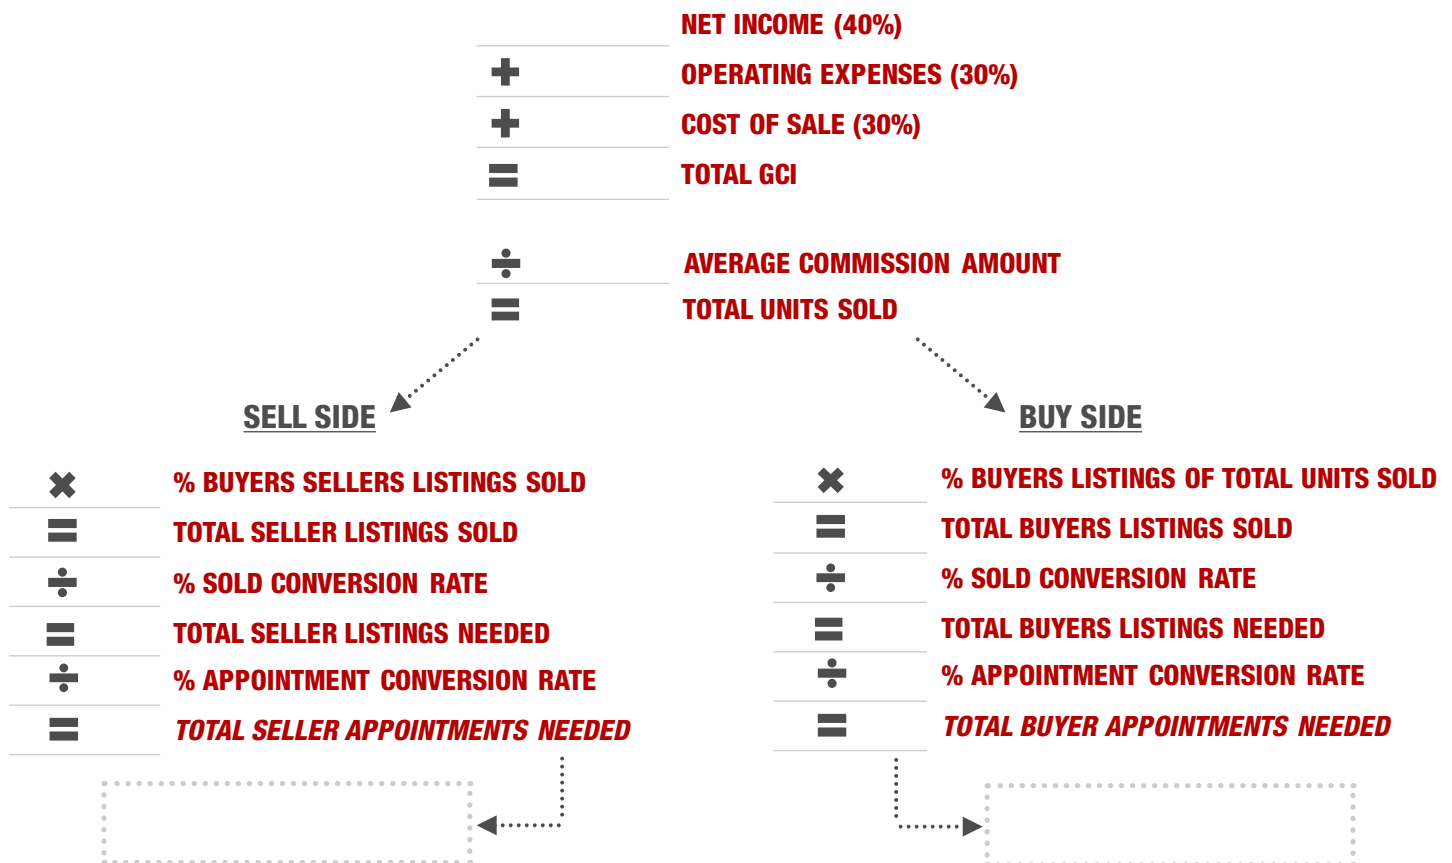 NET INCOME (40%)
+ OPERATING EXPENSES (30%)
+ COST OF SALE (30%)
= TOTAL GCI
÷ AVERAGE COMMISSION AMOUNT
= TOTAL UNITS SOLD
SELL SIDE
× % BUYERS SELLERS LISTINGS SOLD
= TOTAL SELLER LISTINGS SOLD
÷ % SOLD CONVERSION RATE
= TOTAL SELLER LISTINGS NEEDED
÷ % APPOINTMENT CONVERSION RATE
= TOTAL SELLER APPOINTMENTS NEEDED
BUY SIDE
× % BUYERS LISTINGS OF TOTAL UNITS SOLD
= TOTAL BUYERS LISTINGS SOLD
÷ % SOLD CONVERSION RATE
= TOTAL BUYERS LISTINGS NEEDED
÷ % APPOINTMENT CONVERSION RATE
= TOTAL BUYER APPOINTMENTS NEEDED